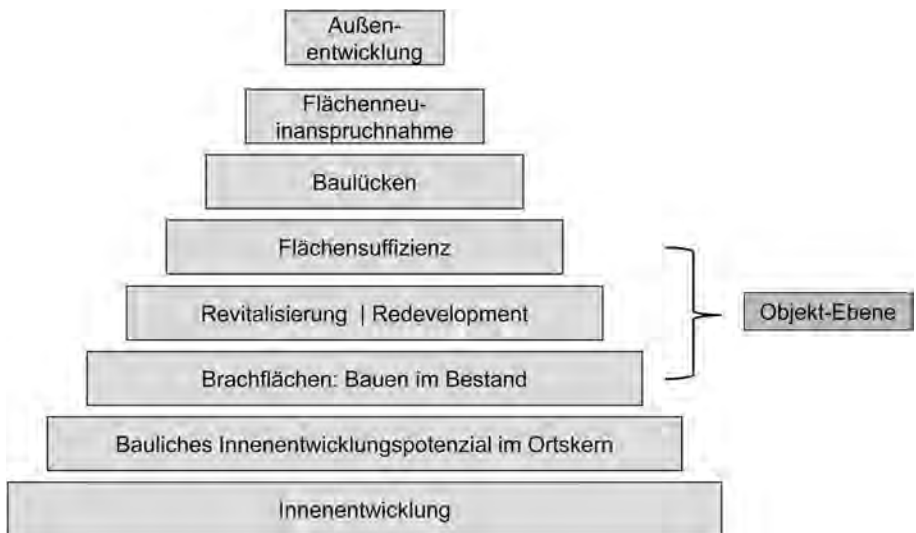 Außen-
entwicklung
Flächenneu-
inanspruchnahme
Baulücken
Flächensuffizienz
Revitalisierung | Redevelopment
Objekt-Ebene
Brachflächen: Bauen im Bestand
Bauliches Innenentwicklungspotenzial im Ortskern
Innenentwicklung